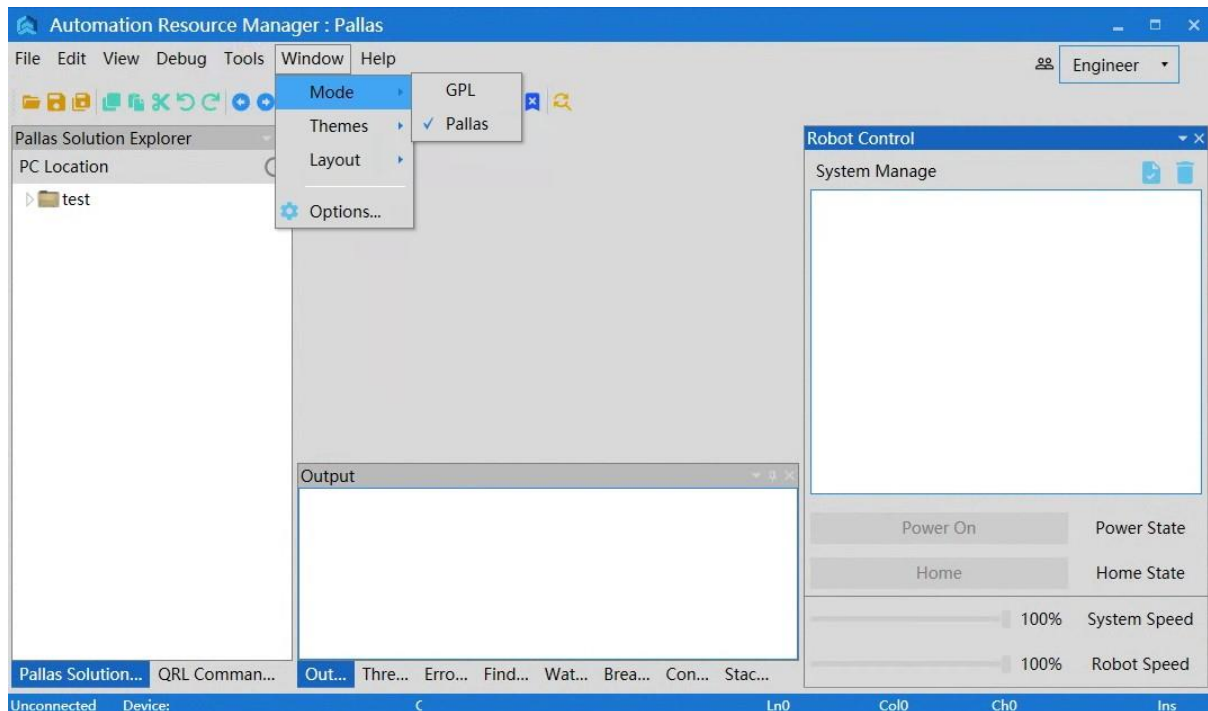 Automation Resource Manager : Pallas
File Edit View Debug Tools Window Help
Engineer
Mode
GPL
Themes
Pallas
Layout
Options...
Pallas Solution Explorer
PC Location
test
Robot Control
System Manage
Output
Power On Power State
Home Home State
100% System Speed
100% Robot Speed
Pallas Solution... QRL Comman...
Out... Thre... Erro... Find... Wat... Brea... Con... Stac...
Unconnected Device: Ln0 Col0 Ch0 Ins